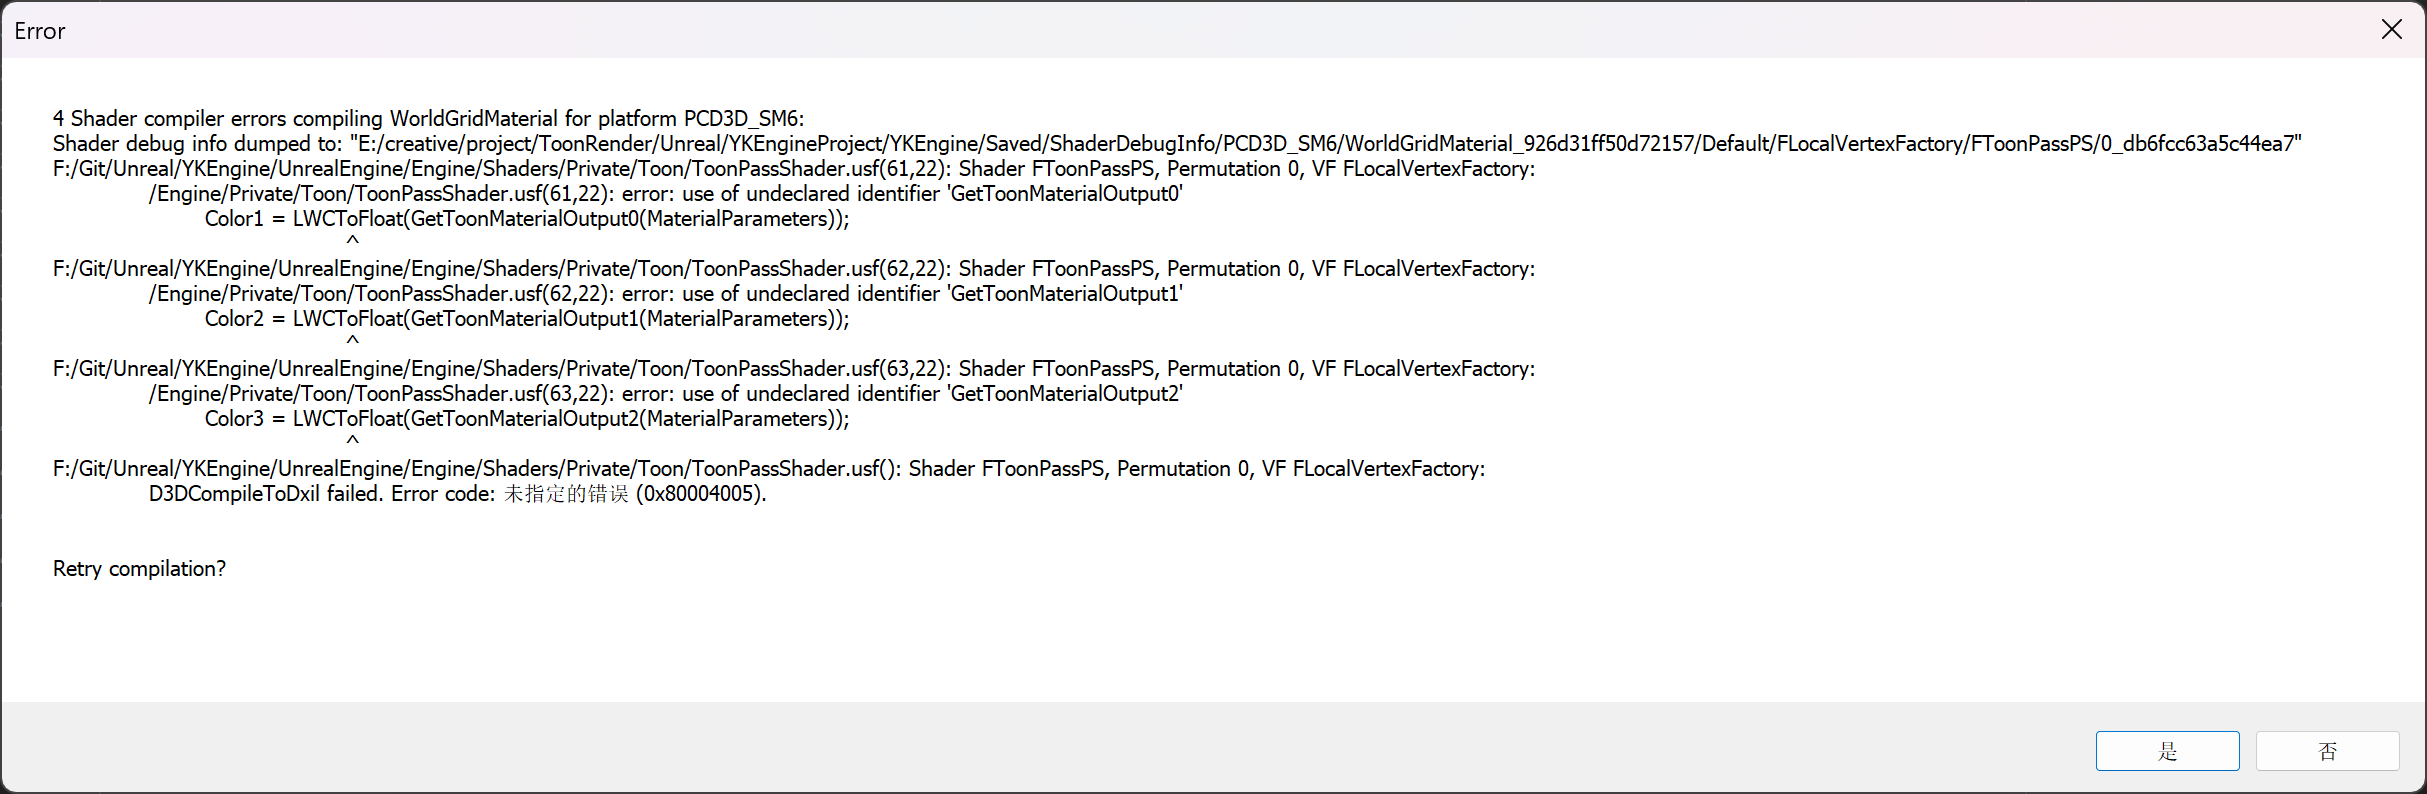 Error
4 Shader compiler errors compiling WorldGridMaterial for platform PCD3D_SM6:
Shader debug info dumped to: "E:/creative/project/ToonRender/Unreal/YKEngineProject/YKEngine/Saved/ShaderDebugInfo/PCD3D_SM6/WorldGridMaterial_926d31ff50d72157/Default/FLocalVertexFactory/FToonPassPS/0_db6fcc63a5c44ea7"
F:/Git/Unreal/YKEngine/UnrealEngine/Engine/Shaders/Private/Toon/ToonPassShader.usf(61,22): Shader FToonPassPS, Permutation 0, VF FLocalVertexFactory:
/Engine/Private/Toon/ToonPassShader.usf(61,22): error: use of undeclared identifier 'GetToonMaterialOutput0'
Color1 = LWCToFloat(GetToonMaterialOutput0(MaterialParameters));
^
F:/Git/Unreal/YKEngine/UnrealEngine/Engine/Shaders/Private/Toon/ToonPassShader.usf(62,22): Shader FToonPassPS, Permutation 0, VF FLocalVertexFactory:
/Engine/Private/Toon/ToonPassShader.usf(62,22): error: use of undeclared identifier 'GetToonMaterialOutput1'
Color2 = LWCToFloat(GetToonMaterialOutput1(MaterialParameters));
^
F:/Git/Unreal/YKEngine/UnrealEngine/Engine/Shaders/Private/Toon/ToonPassShader.usf(63,22): Shader FToonPassPS, Permutation 0, VF FLocalVertexFactory:
/Engine/Private/Toon/ToonPassShader.usf(63,22): error: use of undeclared identifier 'GetToonMaterialOutput2'
Color3 = LWCToFloat(GetToonMaterialOutput2(MaterialParameters));
^
F:/Git/Unreal/YKEngine/UnrealEngine/Engine/Shaders/Private/Toon/ToonPassShader.usf(): Shader FToonPassPS, Permutation 0, VF FLocalVertexFactory:
D3DCompileToDxil failed. Error code: 未指定的错误 (0x80004005).
Retry compilation?
是
否